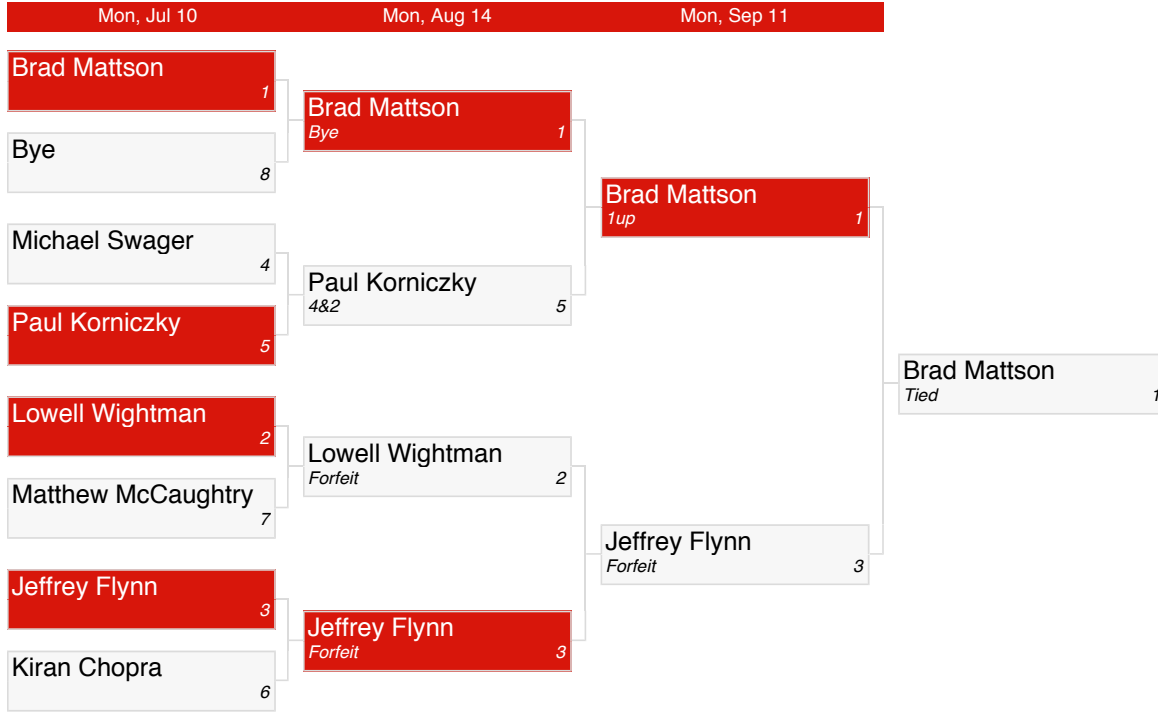 Mon, Jul 10 Mon, Aug 14 Mon, Sep 11
Brad Mattson
1
Bye
8
Michael Swager
4
Paul Korniczky
5
Lowell Wightman
2
Matthew McCaughtry
7
Jeffrey Flynn
3
Kiran Chopra
6
Brad Mattson
Bye 1
Paul Korniczky
4&2 5
Lowell Wightman
Forfeit 2
Jeffrey Flynn
Forfeit 3
Brad Mattson
1up 1
Jeffrey Flynn
Forfeit 3
Brad Mattson
Tied 1